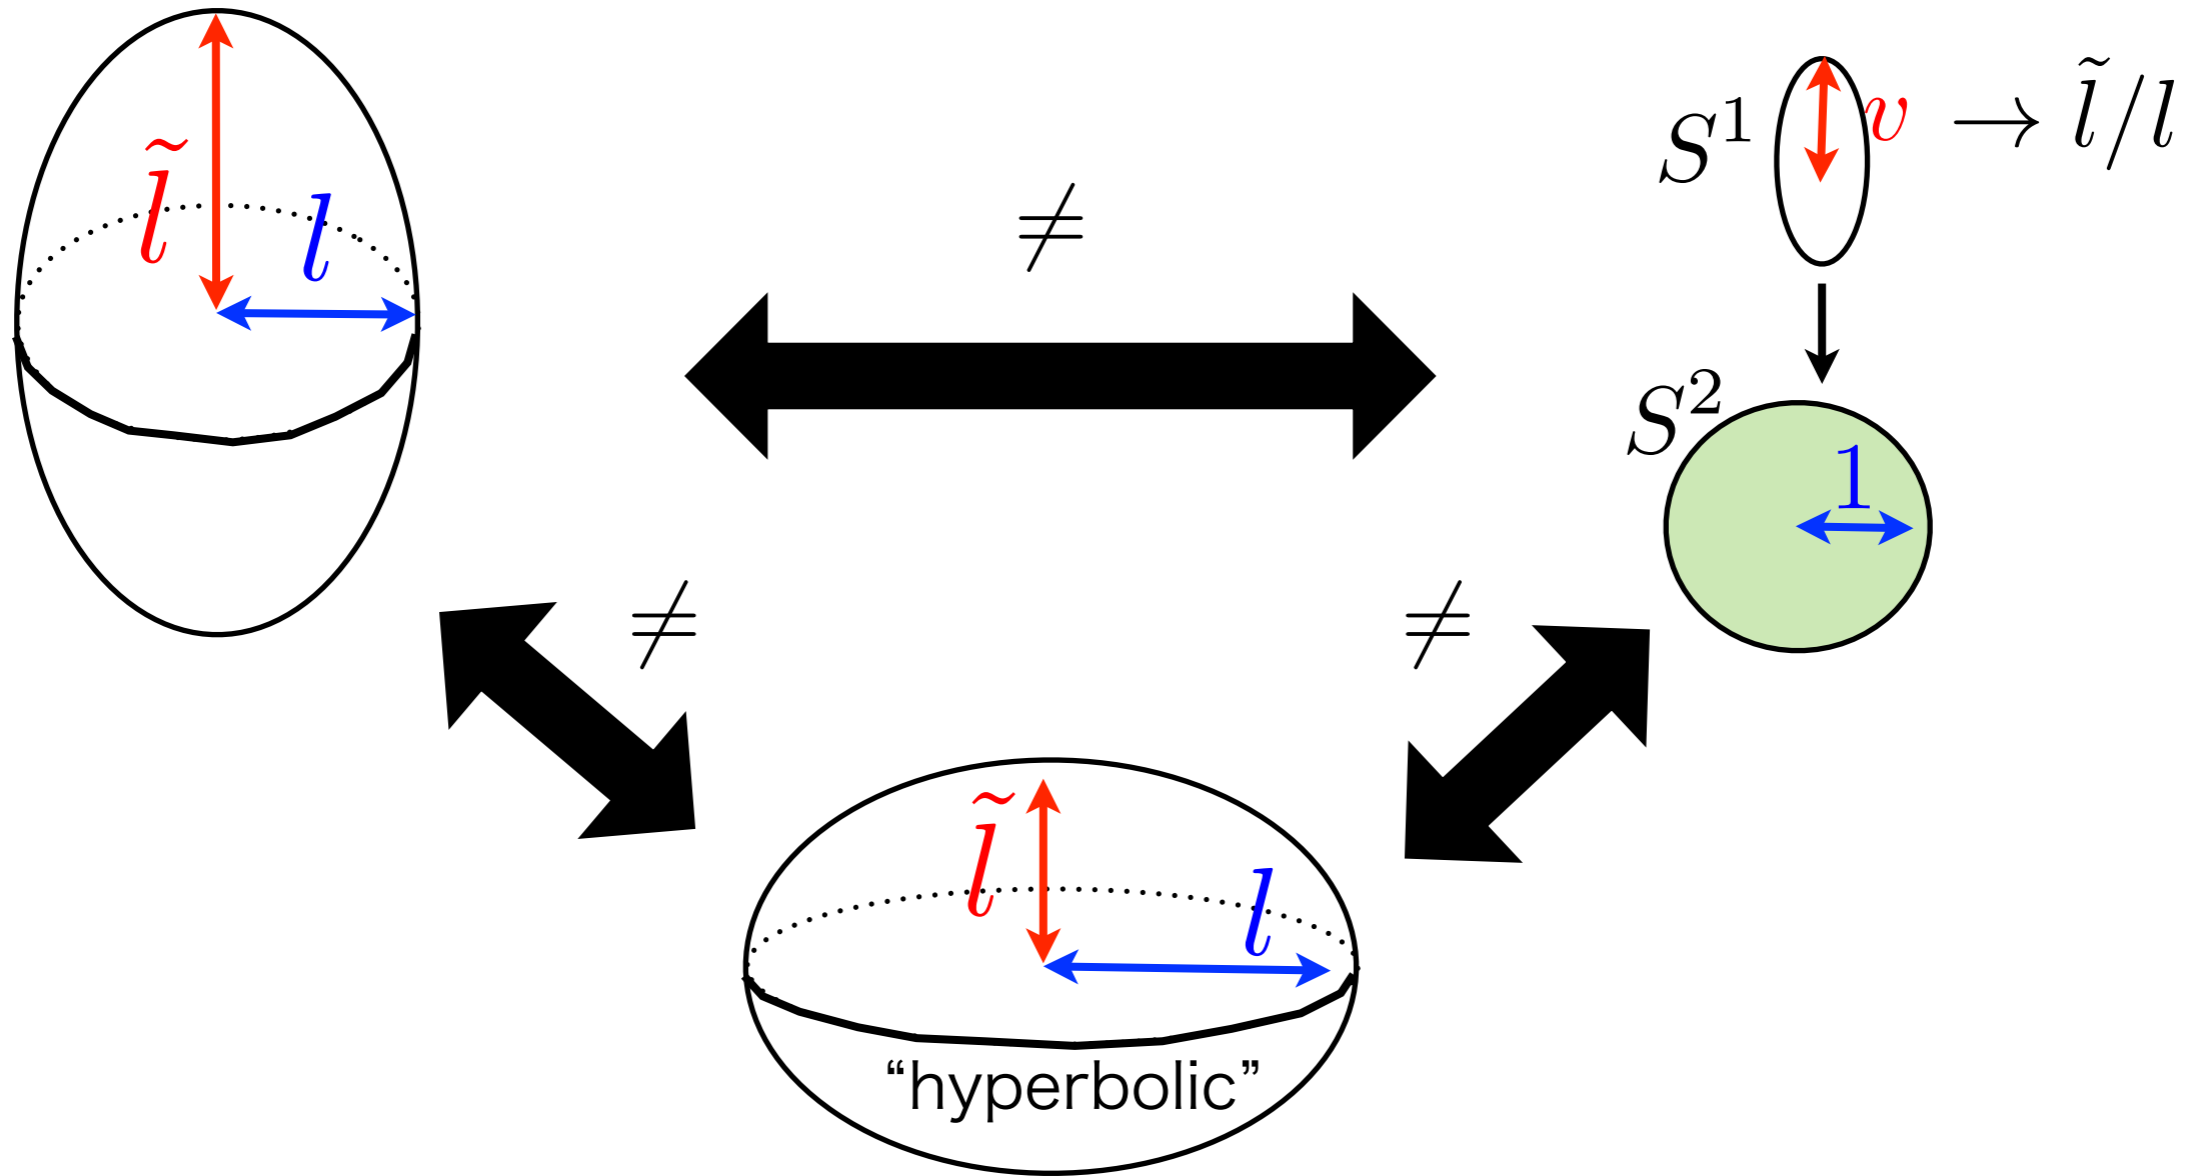 l̃
l
≠
S¹
v → l̃/l
S²
1
≠
≠
l̃
l
“hyperbolic”